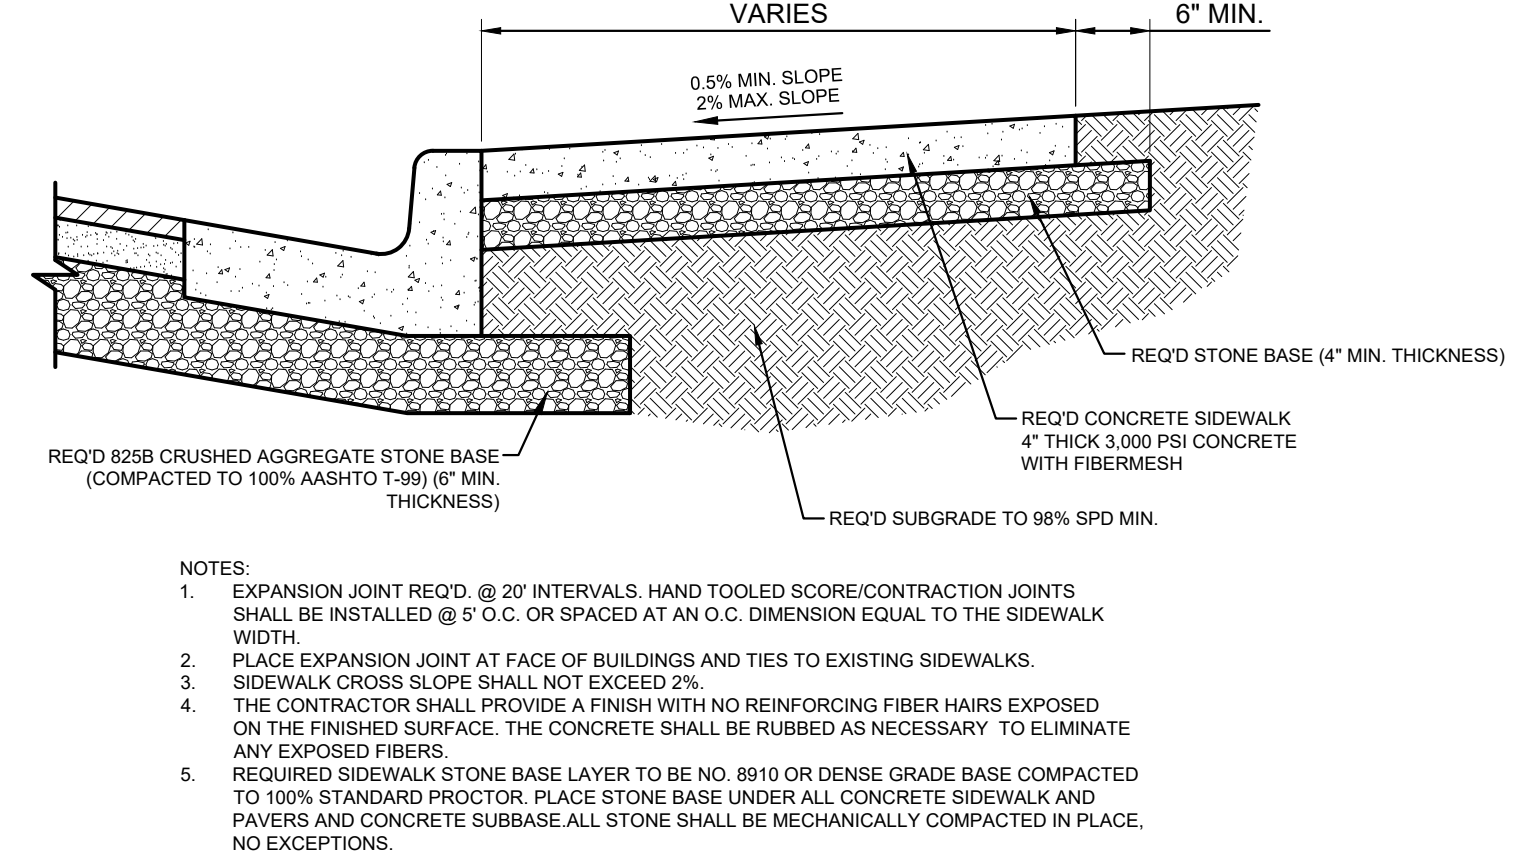 VARIES
6" MIN.
0.5% MIN. SLOPE
2% MAX. SLOPE
REQ'D STONE BASE (4" MIN. THICKNESS)
REQ'D CONCRETE SIDEWALK
4" THICK 3,000 PSI CONCRETE
WITH FIBERMESH
REQ'D 825B CRUSHED AGGREGATE STONE BASE
(COMPACTED TO 100% AASHTO T-99) (6" MIN.
THICKNESS)
REQ'D SUBGRADE TO 98% SPD MIN.
NOTES:
1. EXPANSION JOINT REQ'D. @ 20' INTERVALS. HAND TOOLED SCORE/CONTRACTION JOINTS
SHALL BE INSTALLED @ 5' O.C. OR SPACED AT AN O.C. DIMENSION EQUAL TO THE SIDEWALK
WIDTH.
2. PLACE EXPANSION JOINT AT FACE OF BUILDINGS AND TIES TO EXISTING SIDEWALKS.
3. SIDEWALK CROSS SLOPE SHALL NOT EXCEED 2%.
4. THE CONTRACTOR SHALL PROVIDE A FINISH WITH NO REINFORCING FIBER HAIRS EXPOSED
ON THE FINISHED SURFACE. THE CONCRETE SHALL BE RUBBED AS NECESSARY TO ELIMINATE
ANY EXPOSED FIBERS.
5. REQUIRED SIDEWALK STONE BASE LAYER TO BE NO. 8910 OR DENSE GRADE BASE COMPACTED
TO 100% STANDARD PROCTOR. PLACE STONE BASE UNDER ALL CONCRETE SIDEWALK AND
PAVERS AND CONCRETE SUBBASE.ALL STONE SHALL BE MECHANICALLY COMPACTED IN PLACE,
NO EXCEPTIONS.